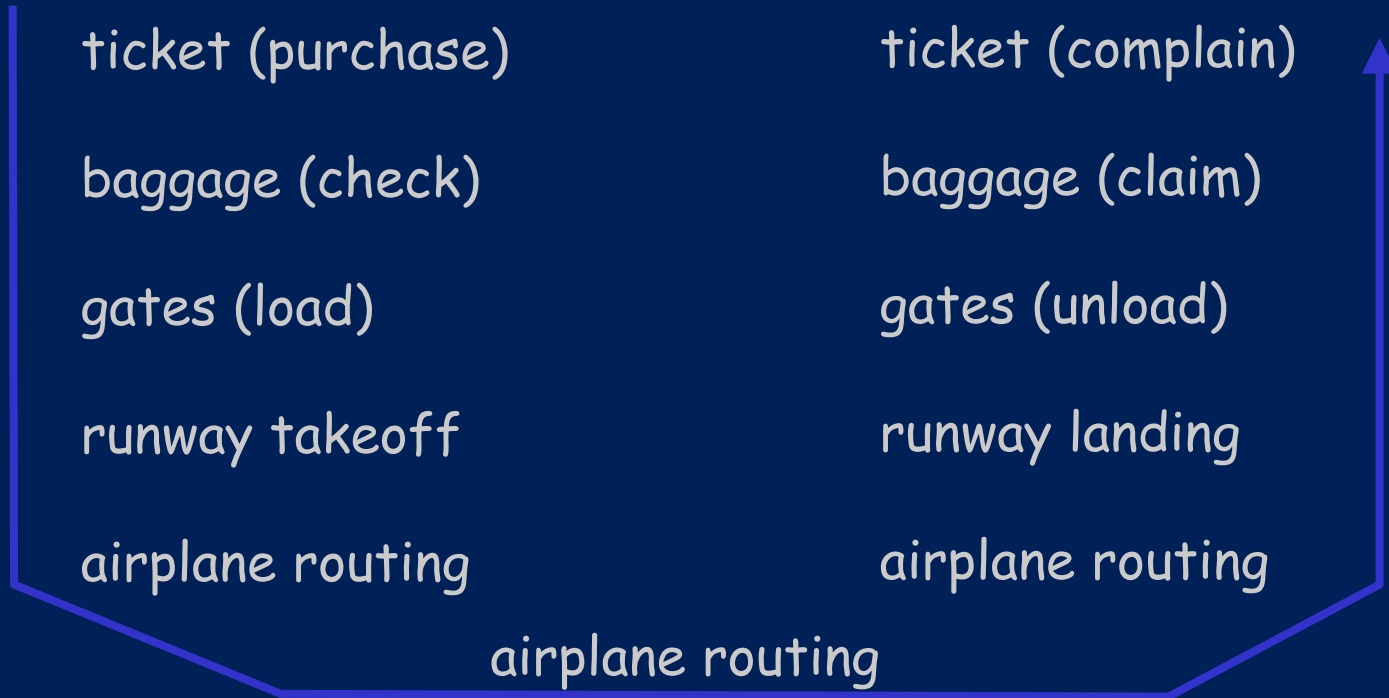 ticket (purchase)
baggage (check)
gates (load)
runway takeoff
airplane routing
ticket (complain)
baggage (claim)
gates (unload)
runway landing
airplane routing
airplane routing